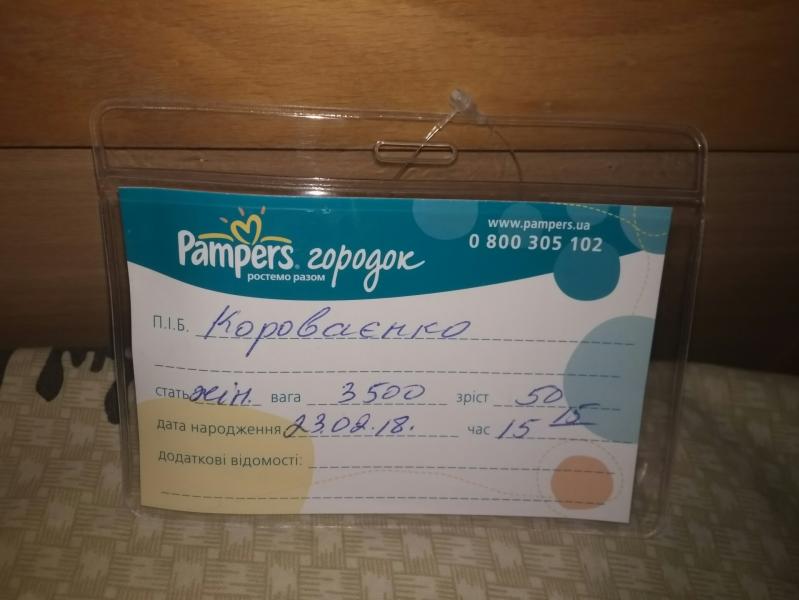 www.pampers.ua
0 800 305 102
Pampers® городок
ростемо разом
П.І.Б. Короваєнко
стать жін. вага 3500 зріст 50
дата народження 23.02.18. час 15 15
додаткові відомості: